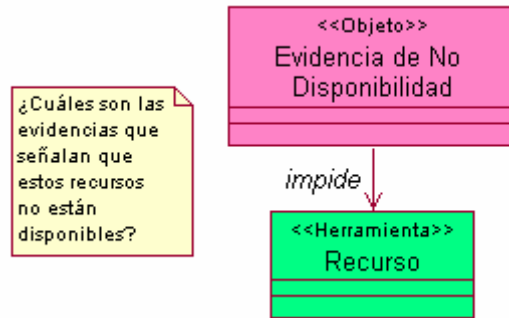 <<Objeto>>
Evidencia de No
Disponibilidad
¿Cuáles son las
evidencias que
señalan que
estos recursos
no están
disponibles?
impide
<<Herramienta>>
Recurso